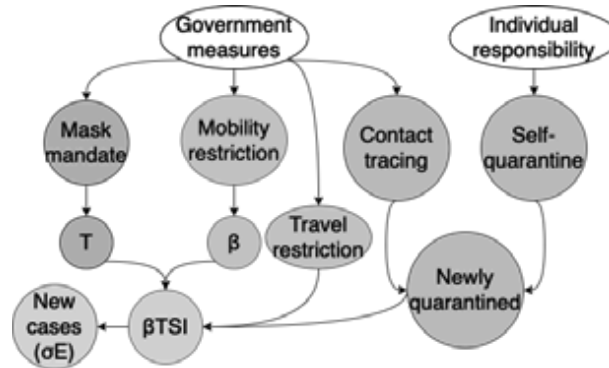 Government
measures
Individual
responsibility
Mask
mandate
Mobility
restriction
Contact
tracing
Self-
quarantine
T
β
Travel
restriction
Newly
quarantined
New
cases
(σE)
βTSI